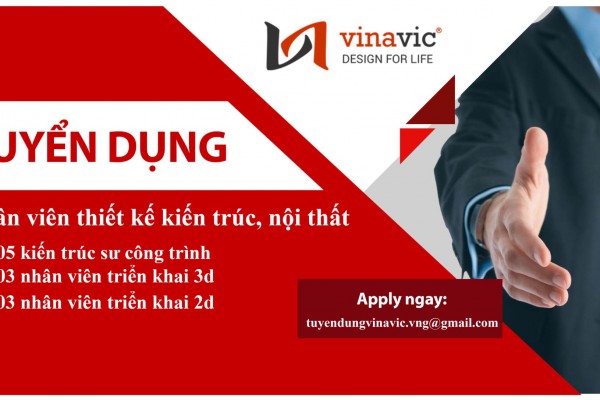 vinavic®
DESIGN FOR LIFE
UYỂN DỤNG
ân viên thiết kế kiến trúc, nội thất
05 kiến trúc sư công trình
03 nhân viên triển khai 3d
03 nhân viên triển khai 2d
Apply ngay:
tuyendungvinavic.vng@gmail.com